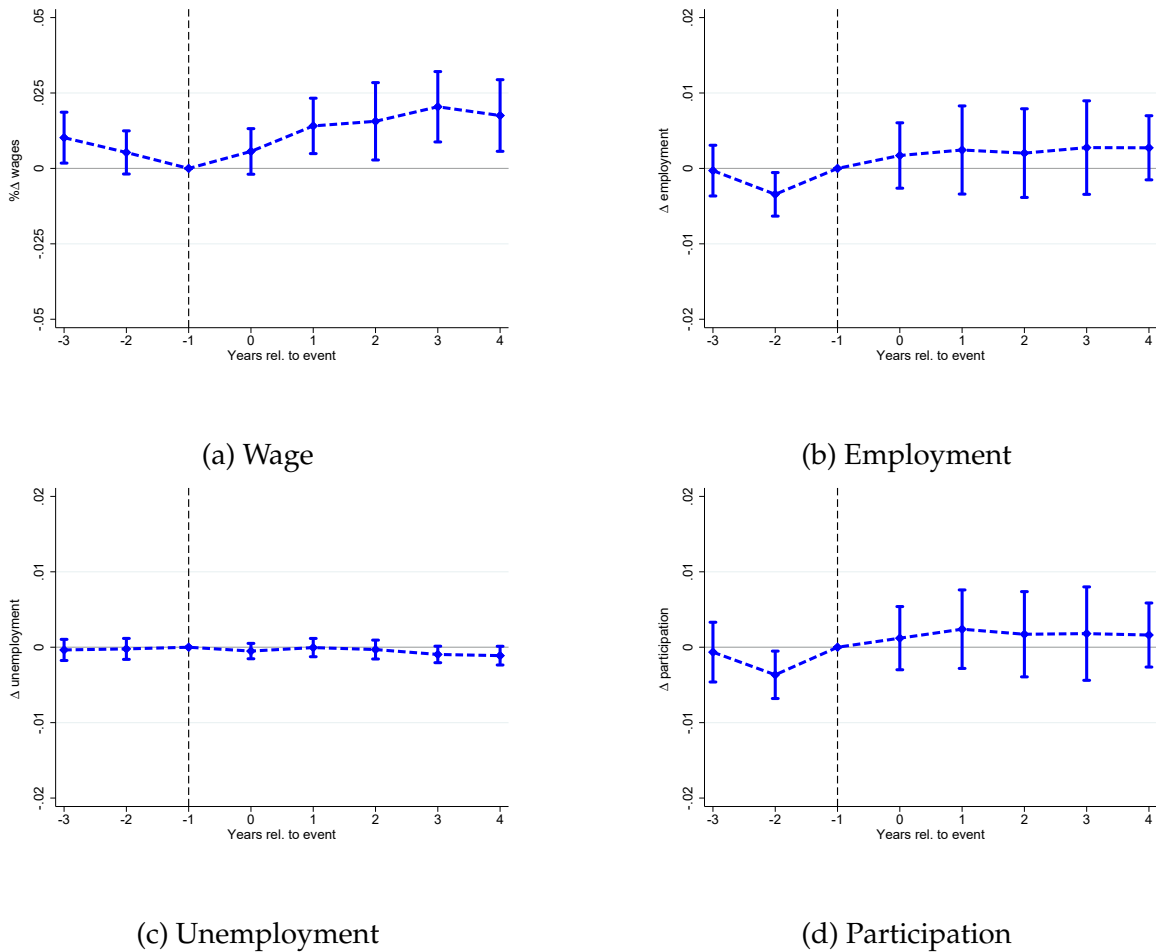 %Δ wages
.05
.025
0
-.025
-.05
-3 -2 -1 0 1 2 3 4
Years rel. to event
(a) Wage
Δ employment
.02
.01
0
-.01
-.02
-3 -2 -1 0 1 2 3 4
Years rel. to event
(b) Employment
Δ unemployment
.02
.01
0
-.01
-.02
-3 -2 -1 0 1 2 3 4
Years rel. to event
(c) Unemployment
Δ participation
.02
.01
0
-.01
-.02
-3 -2 -1 0 1 2 3 4
Years rel. to event
(d) Participation